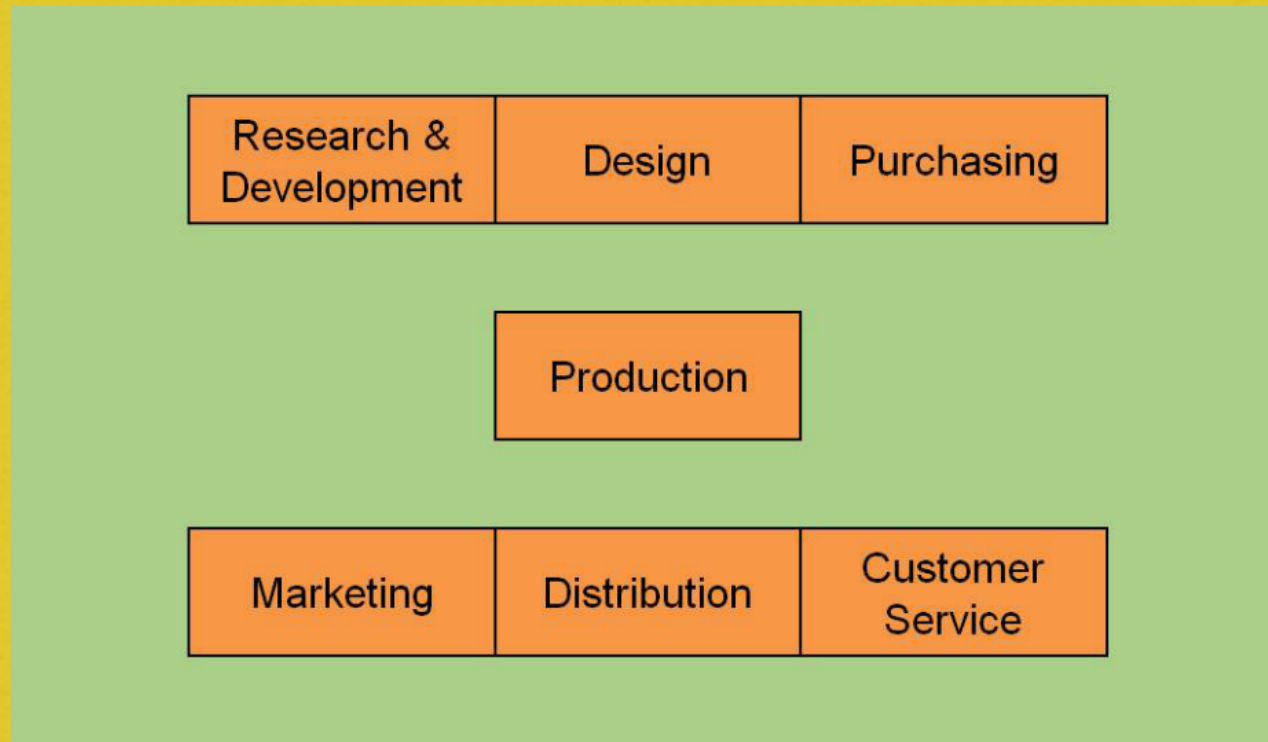 Research &
Development
Design
Purchasing
Production
Marketing
Distribution
Customer
Service